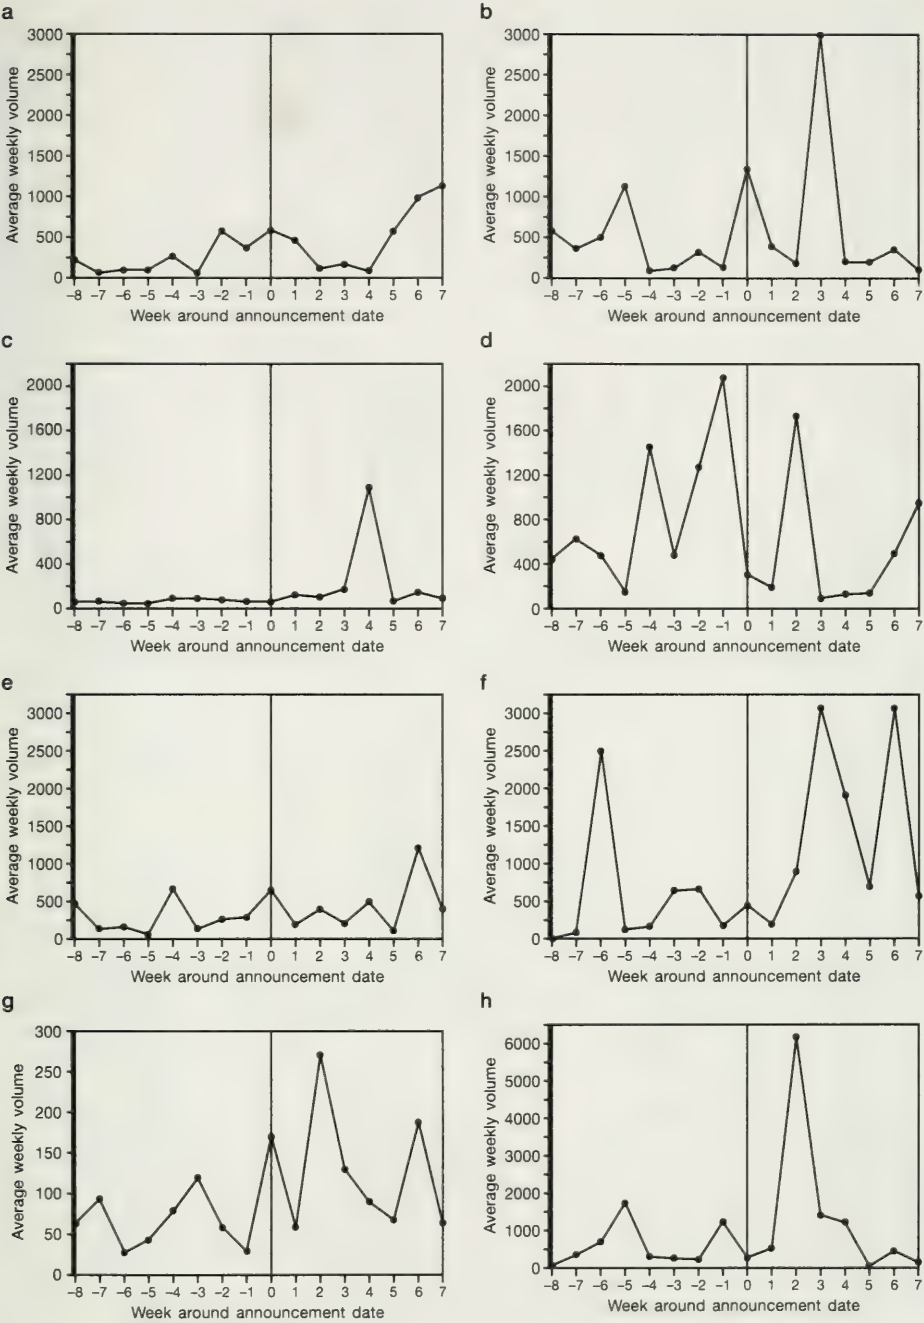 a
Average weekly volume
3000
2500
2000
1500
1000
500
0
-8 -7 -6 -5 -4 -3 -2 -1 0 1 2 3 4 5 6 7
Week around announcement date
b
Average weekly volume
3000
2500
2000
1500
1000
500
0
-8 -7 -6 -5 -4 -3 -2 -1 0 1 2 3 4 5 6 7
Week around announcement date
c
Average weekly volume
2000
1600
1200
800
400
0
-8 -7 -6 -5 -4 -3 -2 -1 0 1 2 3 4 5 6 7
Week around announcement date
d
Average weekly volume
2000
1600
1200
800
400
0
-8 -7 -6 -5 -4 -3 -2 -1 0 1 2 3 4 5 6 7
Week around announcement date
e
Average weekly volume
3000
2500
2000
1500
1000
500
0
-8 -7 -6 -5 -4 -3 -2 -1 0 1 2 3 4 5 6 7
Week around announcement date
f
Average weekly volume
3000
2500
2000
1500
1000
500
0
-8 -7 -6 -5 -4 -3 -2 -1 0 1 2 3 4 5 6 7
Week around announcement date
g
Average weekly volume
300
250
200
150
100
50
0
-8 -7 -6 -5 -4 -3 -2 -1 0 1 2 3 4 5 6 7
Week around announcement date
h
Average weekly volume
6000
5000
4000
3000
2000
1000
0
-8 -7 -6 -5 -4 -3 -2 -1 0 1 2 3 4 5 6 7
Week around announcement date